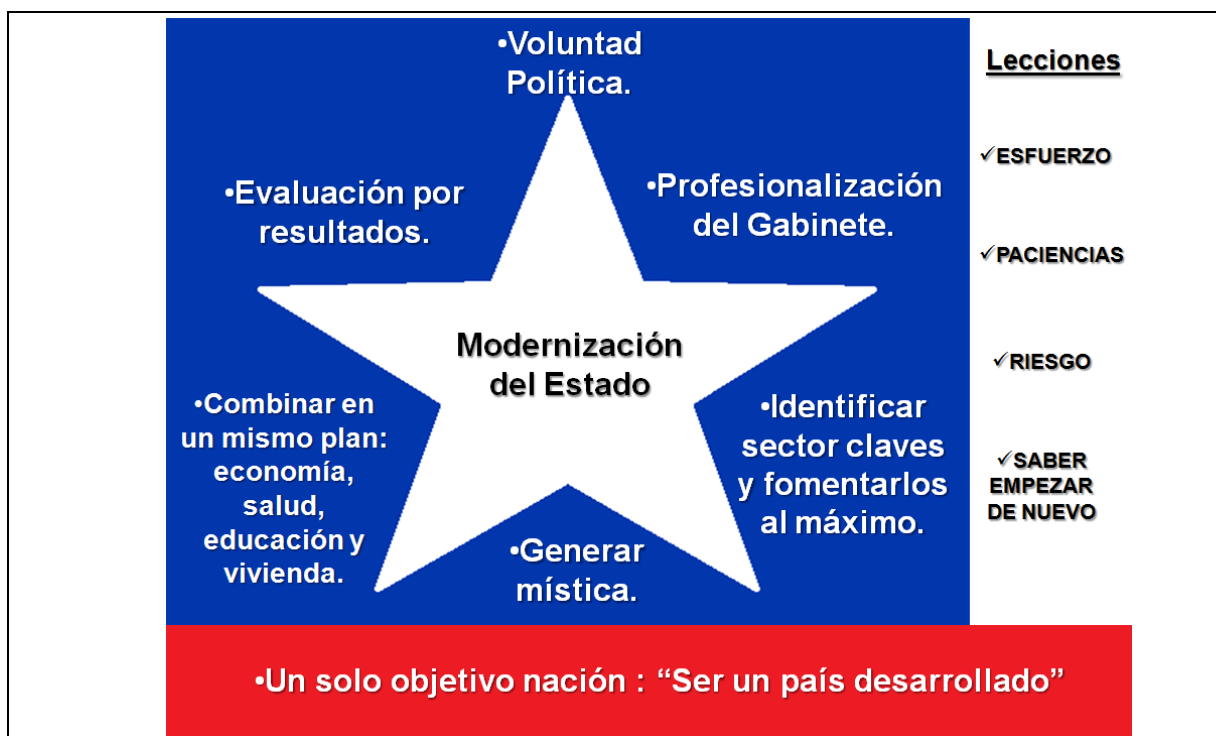 •Voluntad
Política.
•Evaluación por
resultados.
•Profesionalización
del Gabinete.
Modernización
del Estado
•Combinar en
un mismo plan:
economía,
salud,
educación y
vivienda.
•Identificar
sector claves
y fomentarlos
al máximo.
•Generar
mística.
•Un solo objetivo nación : “Ser un país desarrollado”
Lecciones
✓ESFUERZO
✓PACIENCIAS
✓RIESGO
✓SABER
EMPEZAR
DE NUEVO